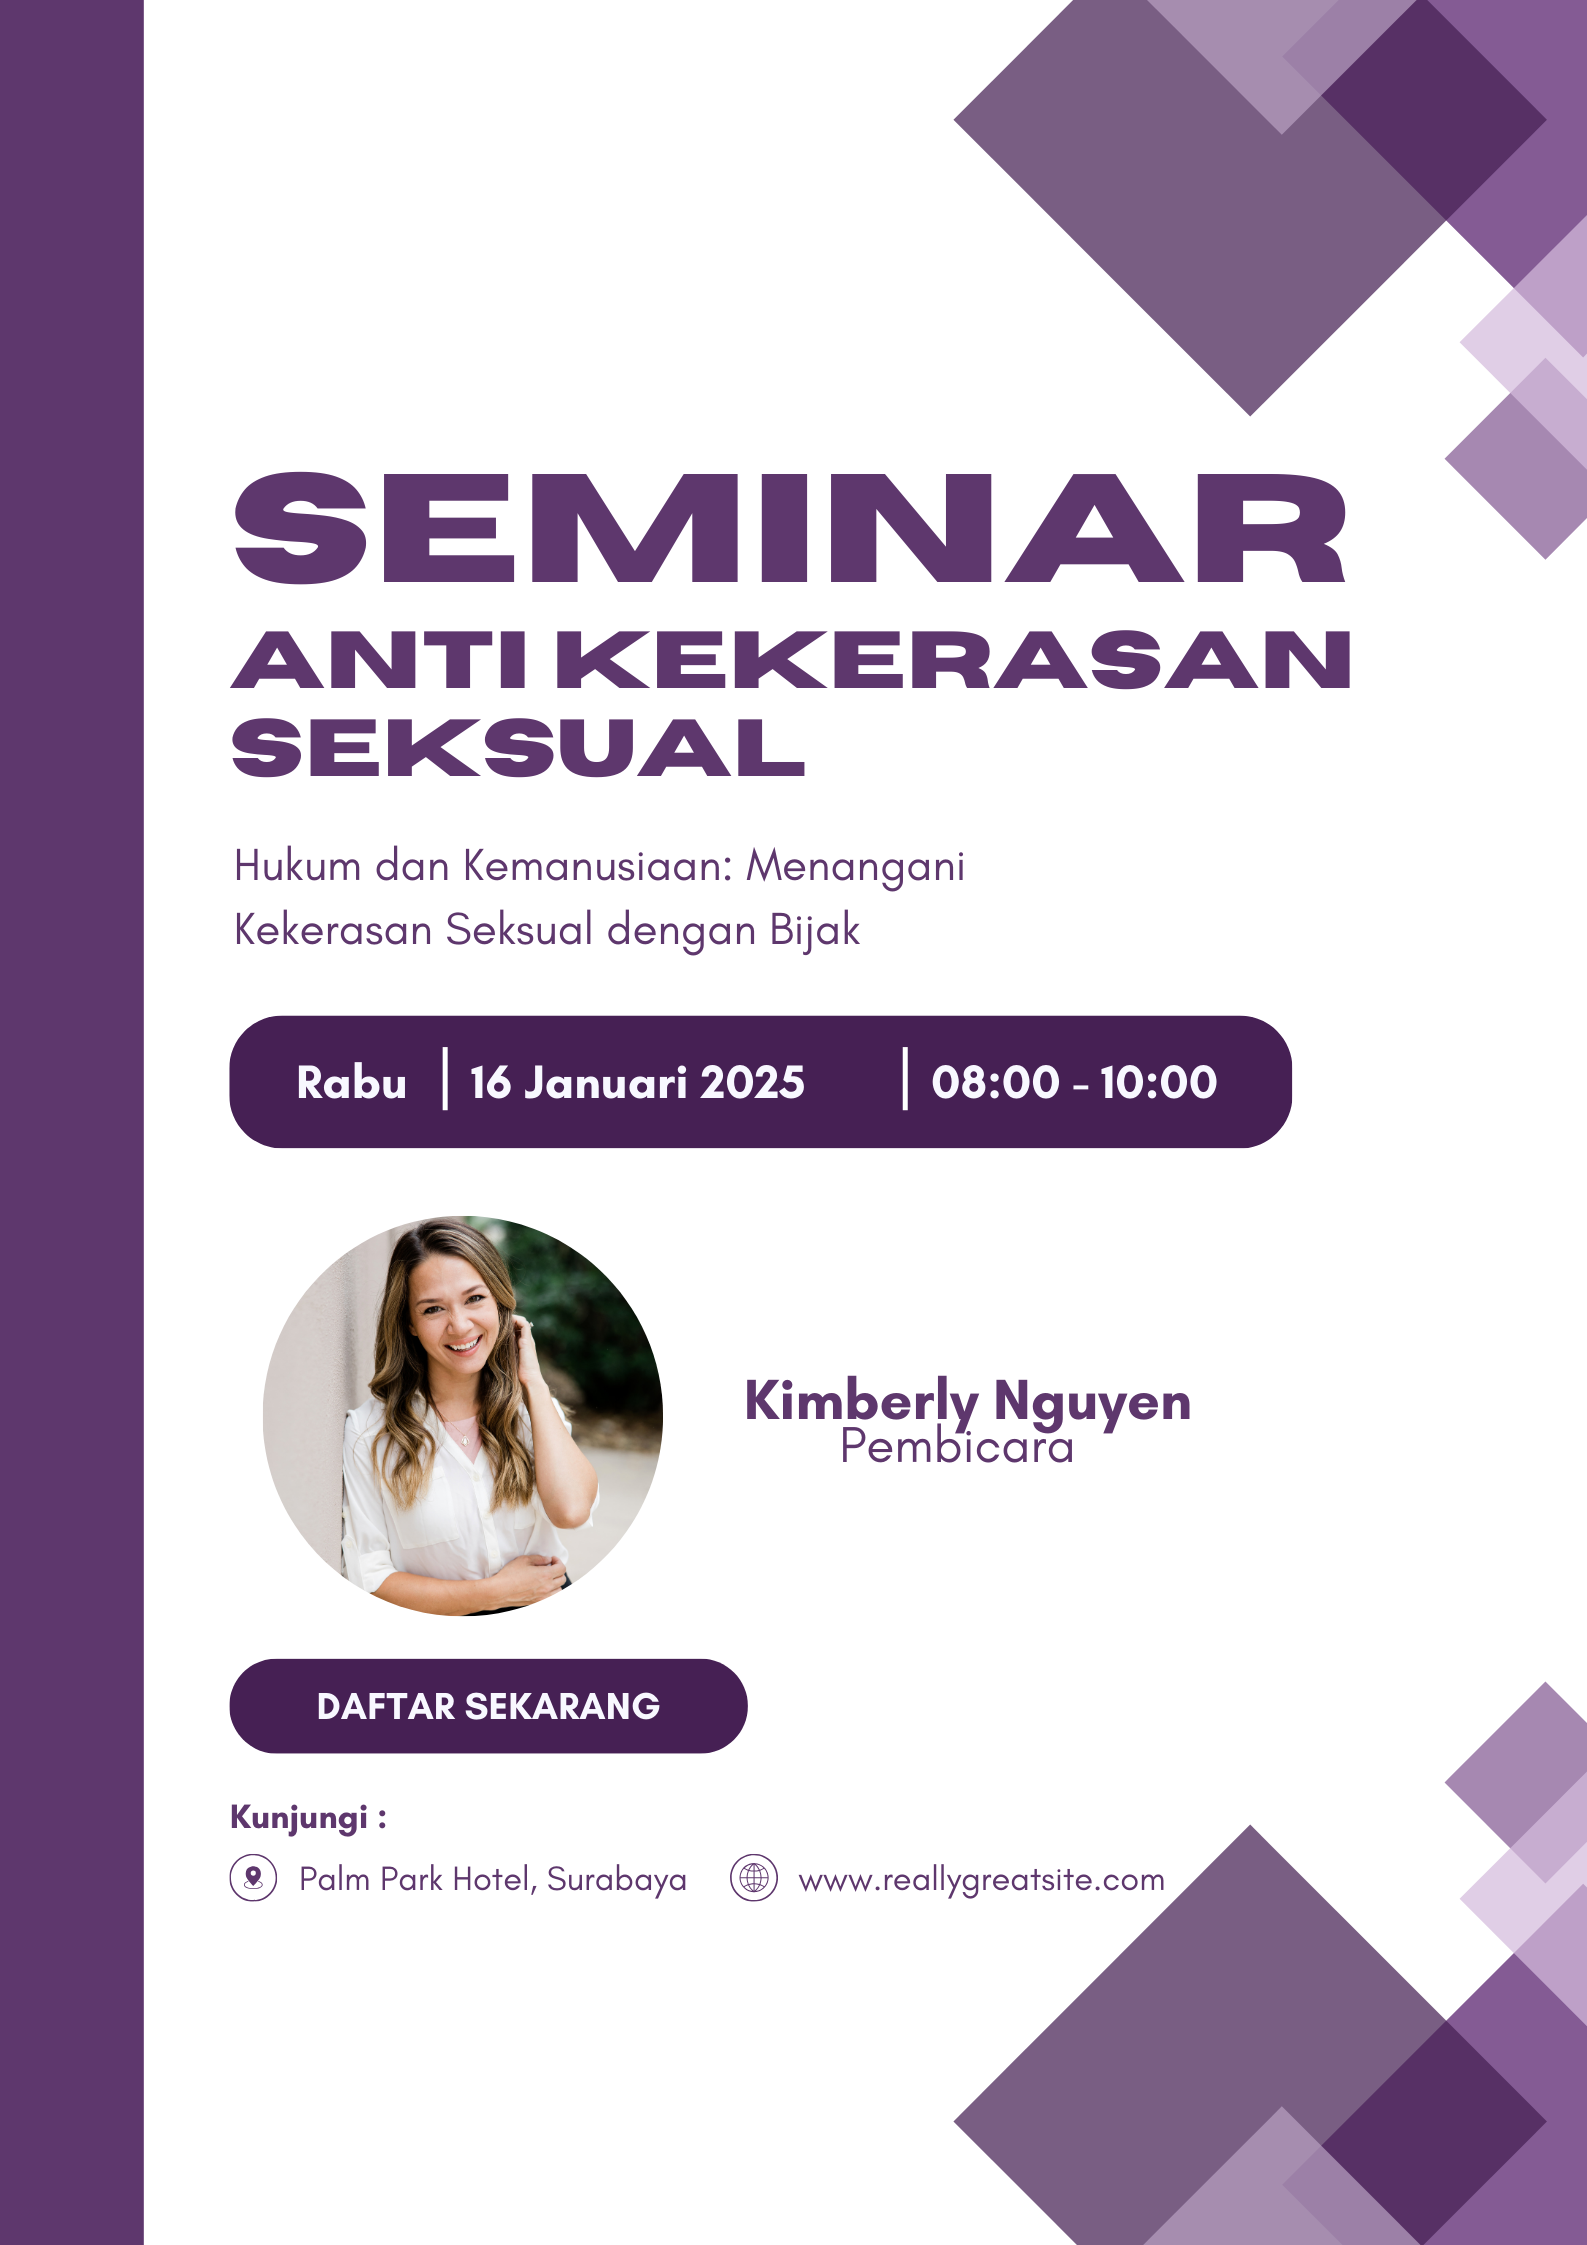 SEMINAR
ANTI KEKERASAN
SEKSUAL
Hukum dan Kemanusiaan: Menangani
Kekerasan Seksual dengan Bijak
Rabu | 16 Januari 2025 | 08:00 - 10:00
Kimberly Nguyen
Pembicara
DAFTAR SEKARANG
Kunjungi :
Palm Park Hotel, Surabaya
www.reallygreatsite.com